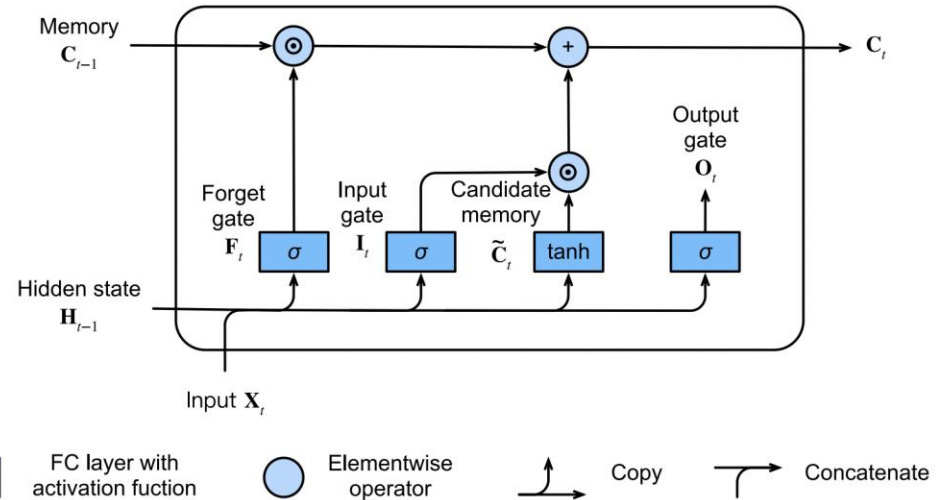 Memory
C_{t-1}
C_t
Output
gate
O_t
Forget
gate
F_t
Input
gate
I_t
Candidate
memory
C̃_t
σ
σ
tanh
σ
+
Hidden state
H_{t-1}
Input X_t
FC layer with
activation fuction
Elementwise
operator
Copy
Concatenate